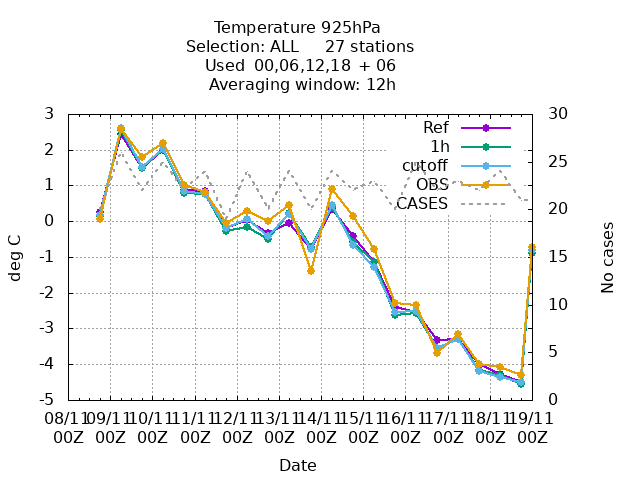 Temperature 925hPa
Selection: ALL     27 stations
Used  00,06,12,18  + 06
Averaging window: 12h
3
2
1
0
-1
-2
-3
-4
-5
deg C
30
25
20
15
10
5
0
No cases
Ref
1h
cutoff
OBS
CASES
08/11 09/11 10/11 11/11 12/11 13/11 14/11 15/11 16/11 17/11 18/11 19/11
00Z 00Z 00Z 00Z 00Z 00Z 00Z 00Z 00Z 00Z 00Z 00Z
Date